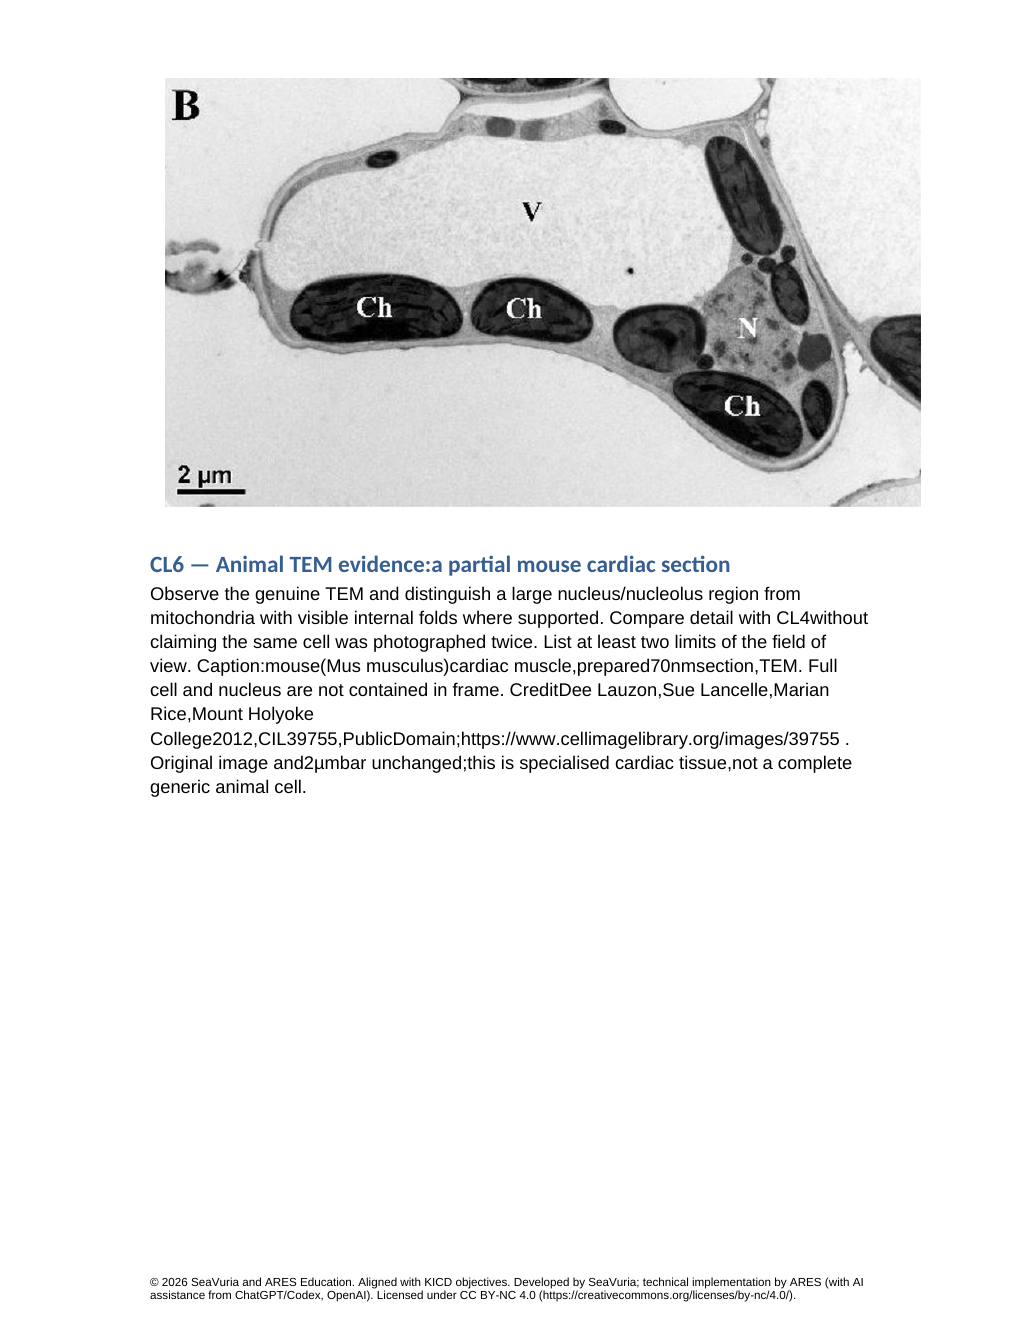 B
V
Ch
Ch
N
Ch
2 µm
CL6 — Animal TEM evidence:a partial mouse cardiac section
Observe the genuine TEM and distinguish a large nucleus/nucleolus region from
mitochondria with visible internal folds where supported. Compare detail with CL4without
claiming the same cell was photographed twice. List at least two limits of the field of
view. Caption:mouse(Mus musculus)cardiac muscle,prepared70nmsection,TEM. Full
cell and nucleus are not contained in frame. CreditDee Lauzon,Sue Lancelle,Marian
Rice,Mount Holyoke
College2012,CIL39755,PublicDomain;https://www.cellimagelibrary.org/images/39755 .
Original image and2µmbar unchanged;this is specialised cardiac tissue,not a complete
generic animal cell.
© 2026 SeaVuria and ARES Education. Aligned with KICD objectives. Developed by SeaVuria; technical implementation by ARES (with AI
assistance from ChatGPT/Codex, OpenAI). Licensed under CC BY-NC 4.0 (https://creativecommons.org/licenses/by-nc/4.0/).